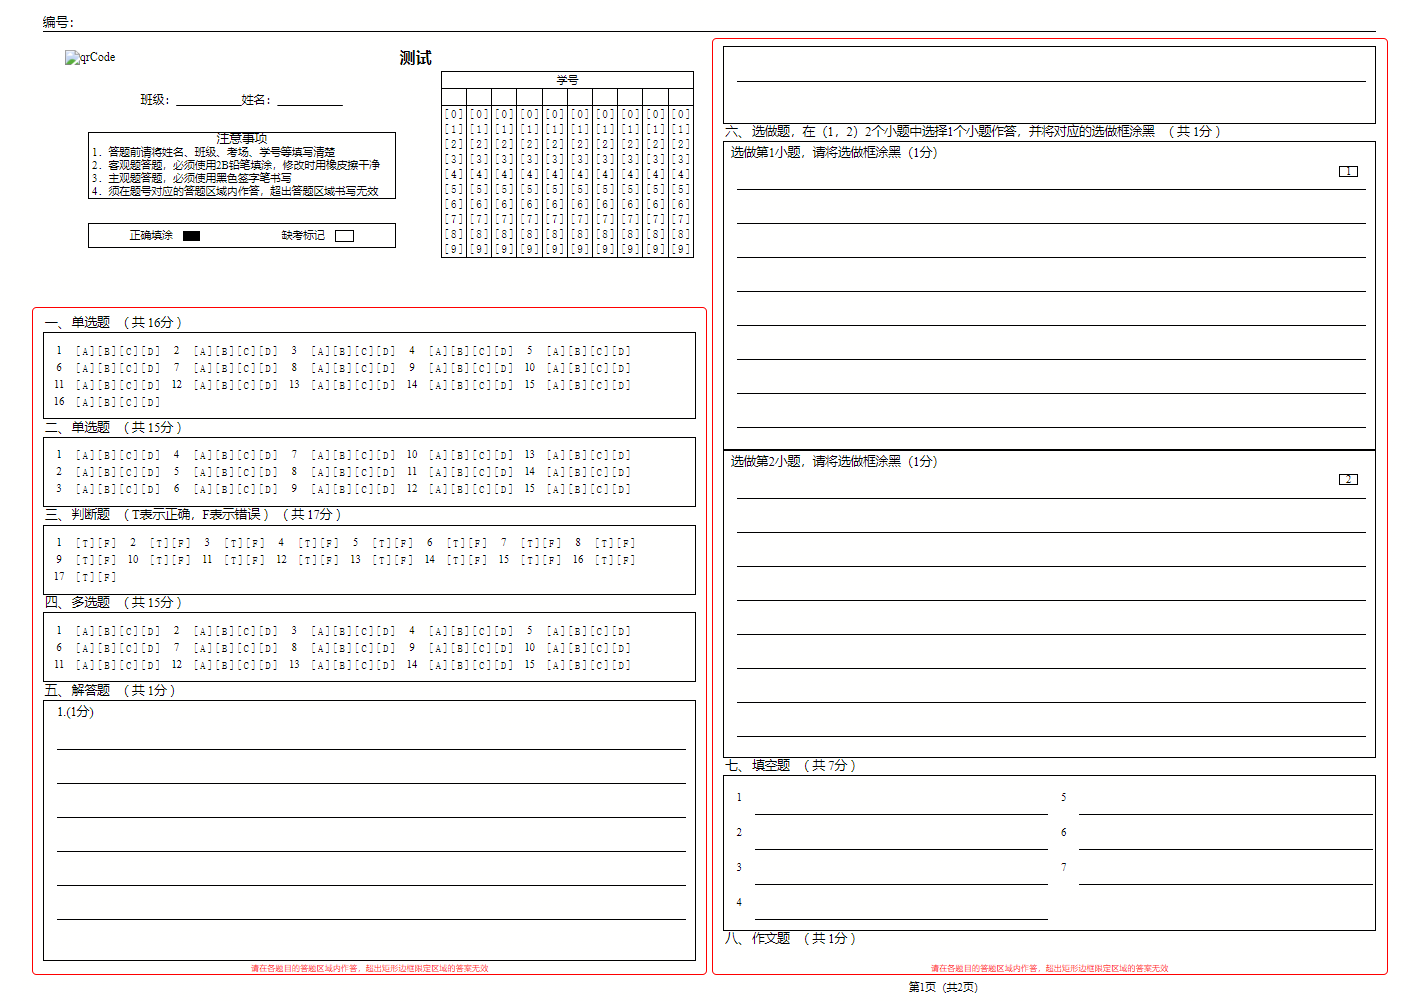 编号：
qrCode
测试
班级：___________姓名：___________
注意事项
1．答题前请将姓名、班级、考场、学号等填写清楚
2．客观题答题，必须使用2B铅笔填涂，修改时用橡皮擦干净
3．主观题答题，必须使用黑色签字笔书写
4．须在题号对应的答题区域内作答，超出答题区域书写无效
正确填涂 缺考标记
学号
[0] [0] [0] [0] [0] [0] [0] [0] [0] [0]
[1] [1] [1] [1] [1] [1] [1] [1] [1] [1]
[2] [2] [2] [2] [2] [2] [2] [2] [2] [2]
[3] [3] [3] [3] [3] [3] [3] [3] [3] [3]
[4] [4] [4] [4] [4] [4] [4] [4] [4] [4]
[5] [5] [5] [5] [5] [5] [5] [5] [5] [5]
[6] [6] [6] [6] [6] [6] [6] [6] [6] [6]
[7] [7] [7] [7] [7] [7] [7] [7] [7] [7]
[8] [8] [8] [8] [8] [8] [8] [8] [8] [8]
[9] [9] [9] [9] [9] [9] [9] [9] [9] [9]
一、单选题 （共 16分）
1 [A][B][C][D] 2 [A][B][C][D] 3 [A][B][C][D] 4 [A][B][C][D] 5 [A][B][C][D]
6 [A][B][C][D] 7 [A][B][C][D] 8 [A][B][C][D] 9 [A][B][C][D] 10 [A][B][C][D]
11 [A][B][C][D] 12 [A][B][C][D] 13 [A][B][C][D] 14 [A][B][C][D] 15 [A][B][C][D]
16 [A][B][C][D]
二、单选题 （共 15分）
1 [A][B][C][D] 4 [A][B][C][D] 7 [A][B][C][D] 10 [A][B][C][D] 13 [A][B][C][D]
2 [A][B][C][D] 5 [A][B][C][D] 8 [A][B][C][D] 11 [A][B][C][D] 14 [A][B][C][D]
3 [A][B][C][D] 6 [A][B][C][D] 9 [A][B][C][D] 12 [A][B][C][D] 15 [A][B][C][D]
三、判断题 （T表示正确，F表示错误） （共 17分）
1 [T][F] 2 [T][F] 3 [T][F] 4 [T][F] 5 [T][F] 6 [T][F] 7 [T][F] 8 [T][F]
9 [T][F] 10 [T][F] 11 [T][F] 12 [T][F] 13 [T][F] 14 [T][F] 15 [T][F] 16 [T][F]
17 [T][F]
四、多选题 （共 15分）
1 [A][B][C][D] 2 [A][B][C][D] 3 [A][B][C][D] 4 [A][B][C][D] 5 [A][B][C][D]
6 [A][B][C][D] 7 [A][B][C][D] 8 [A][B][C][D] 9 [A][B][C][D] 10 [A][B][C][D]
11 [A][B][C][D] 12 [A][B][C][D] 13 [A][B][C][D] 14 [A][B][C][D] 15 [A][B][C][D]
五、解答题 （共 1分）
1.(1分)
请在各题目的答题区域内作答，超出矩形边框限定区域的答案无效
六、选做题，在（1，2）2个小题中选择1个小题作答，并将对应的选做框涂黑 （共 1分）
选做第1小题，请将选做框涂黑（1分）
1
选做第2小题，请将选做框涂黑（1分）
2
七、填空题 （共 7分）
1 5
2 6
3 7
4
八、作文题 （共 1分）
请在各题目的答题区域内作答，超出矩形边框限定区域的答案无效
第1页（共2页）